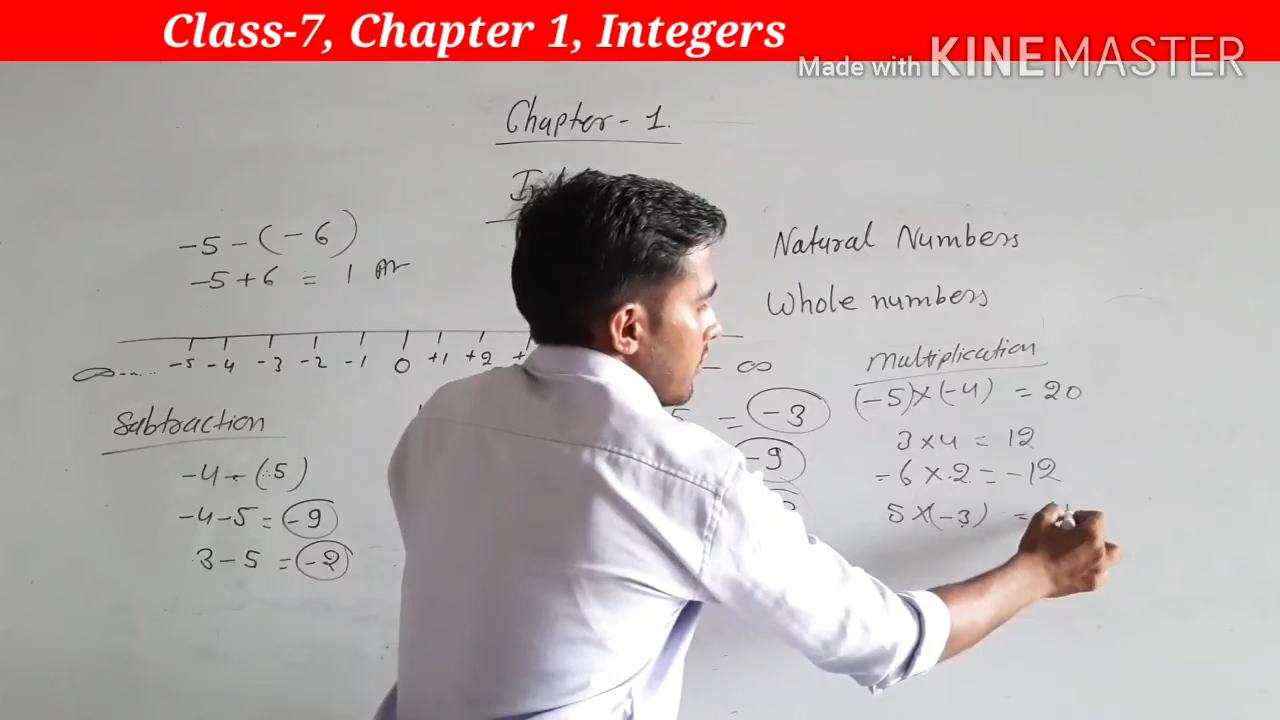 Class-7, Chapter 1, Integers
Made with KINEMASTER
Chapter - 1.
-5 - (-6)
-5 + 6 = 1
Natural Numbers
Whole numbers
-5 -4 -3 -2 -1 0 +1 +2
∞
Subtraction
-4 - (5)
-4 - 5 = -9
3 - 5 = -2
= -3
-9
Multiplication
(-5) × (-4) = 20
3 × 4 = 12
-6 × 2 = -12
5 × (-3) =